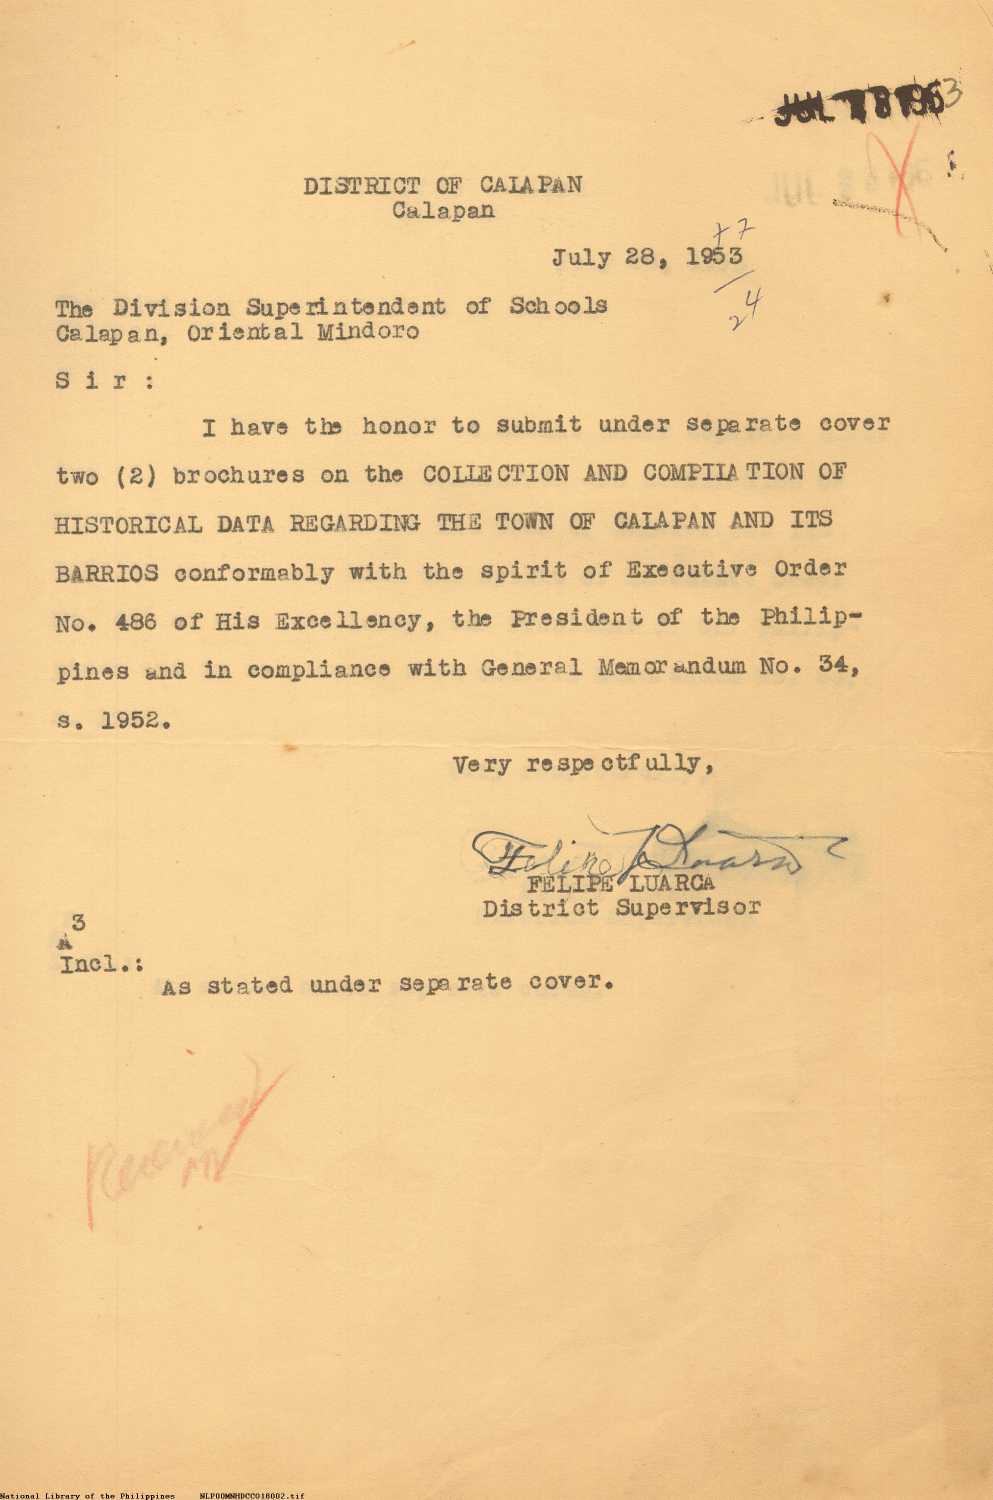 DISTRICT OF CALAPAN
Calapan
+7
July 28, 1953
24
The Division Superintendent of Schools
Calapan, Oriental Mindoro
S i r :
I have the honor to submit under separate cover
two (2) brochures on the COLLECTION AND COMPILATION OF
HISTORICAL DATA REGARDING THE TOWN OF CALAPAN AND ITS
BARRIOS conformably with the spirit of Executive Order
No. 486 of His Excellency, the President of the Philip-
pines and in compliance with General Memorandum No. 34,
s. 1952.
Very respectfully,
FELIPE LUARCA
District Supervisor
3
A
Incl.:
As stated under separate cover.
Received
National Library of the Philippines NLP00MNHDCC018002.tif